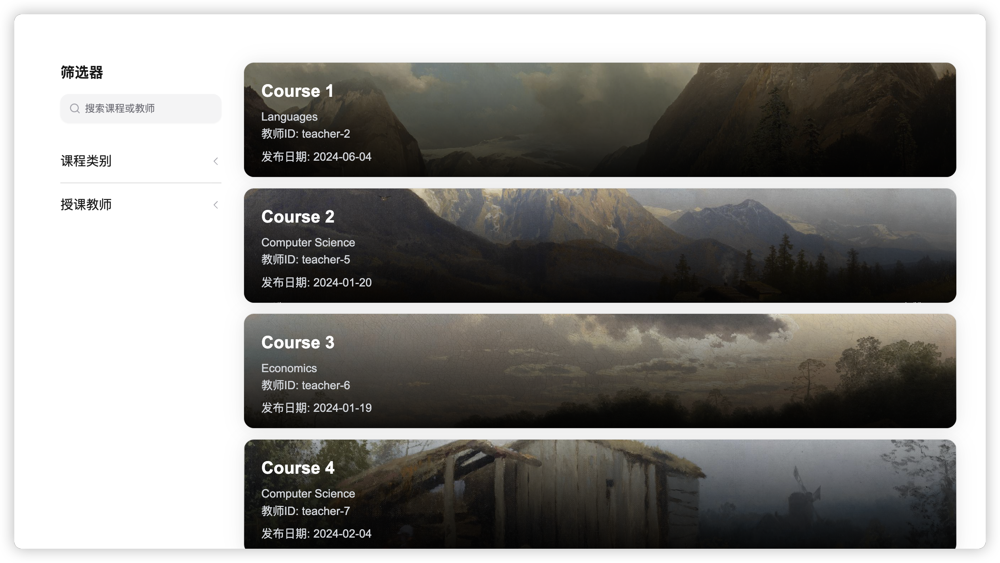 筛选器
搜索课程或教师
课程类别
授课教师
Course 1
Languages
教师ID: teacher-2
发布日期: 2024-06-04
Course 2
Computer Science
教师ID: teacher-5
发布日期: 2024-01-20
Course 3
Economics
教师ID: teacher-6
发布日期: 2024-01-19
Course 4
Computer Science
教师ID: teacher-7
发布日期: 2024-02-04